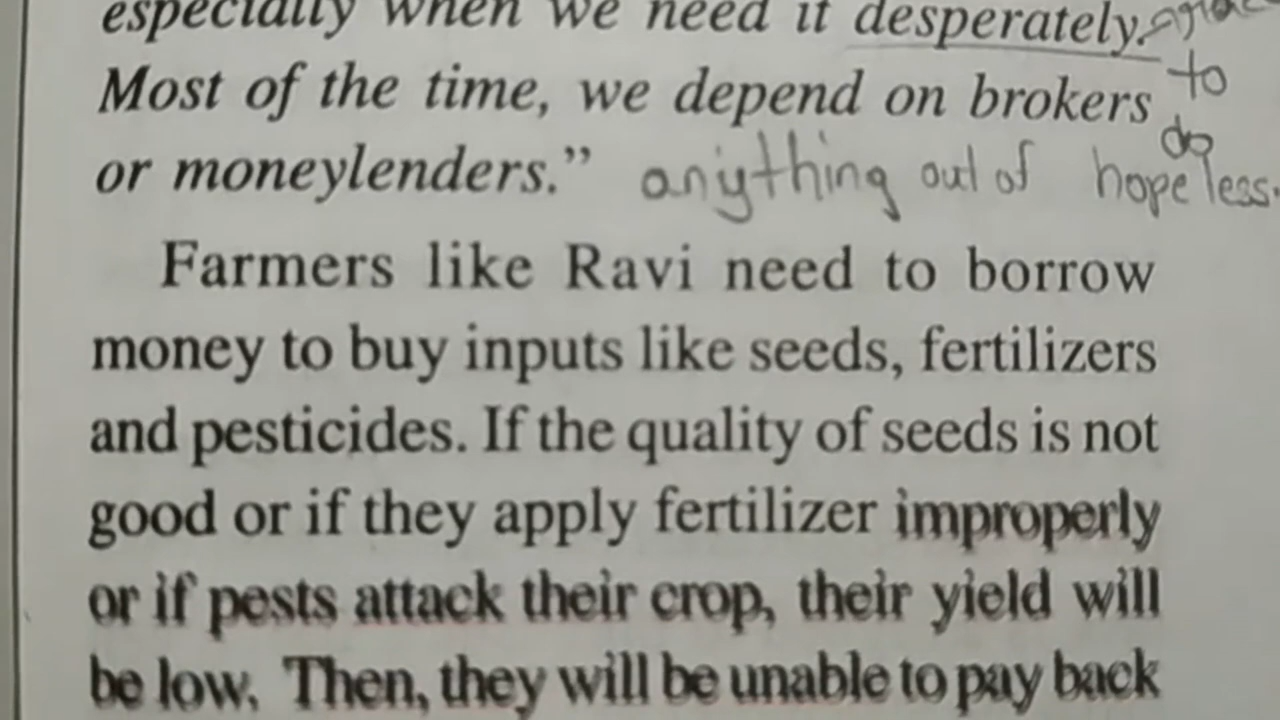 especially when we need it desperately.
to
Most of the time, we depend on brokers
do
or moneylenders.” anything out of hopeless.
Farmers like Ravi need to borrow
money to buy inputs like seeds, fertilizers
and pesticides. If the quality of seeds is not
good or if they apply fertilizer improperly
or if pests attack their crop, their yield will
be low. Then, they will be unable to pay back